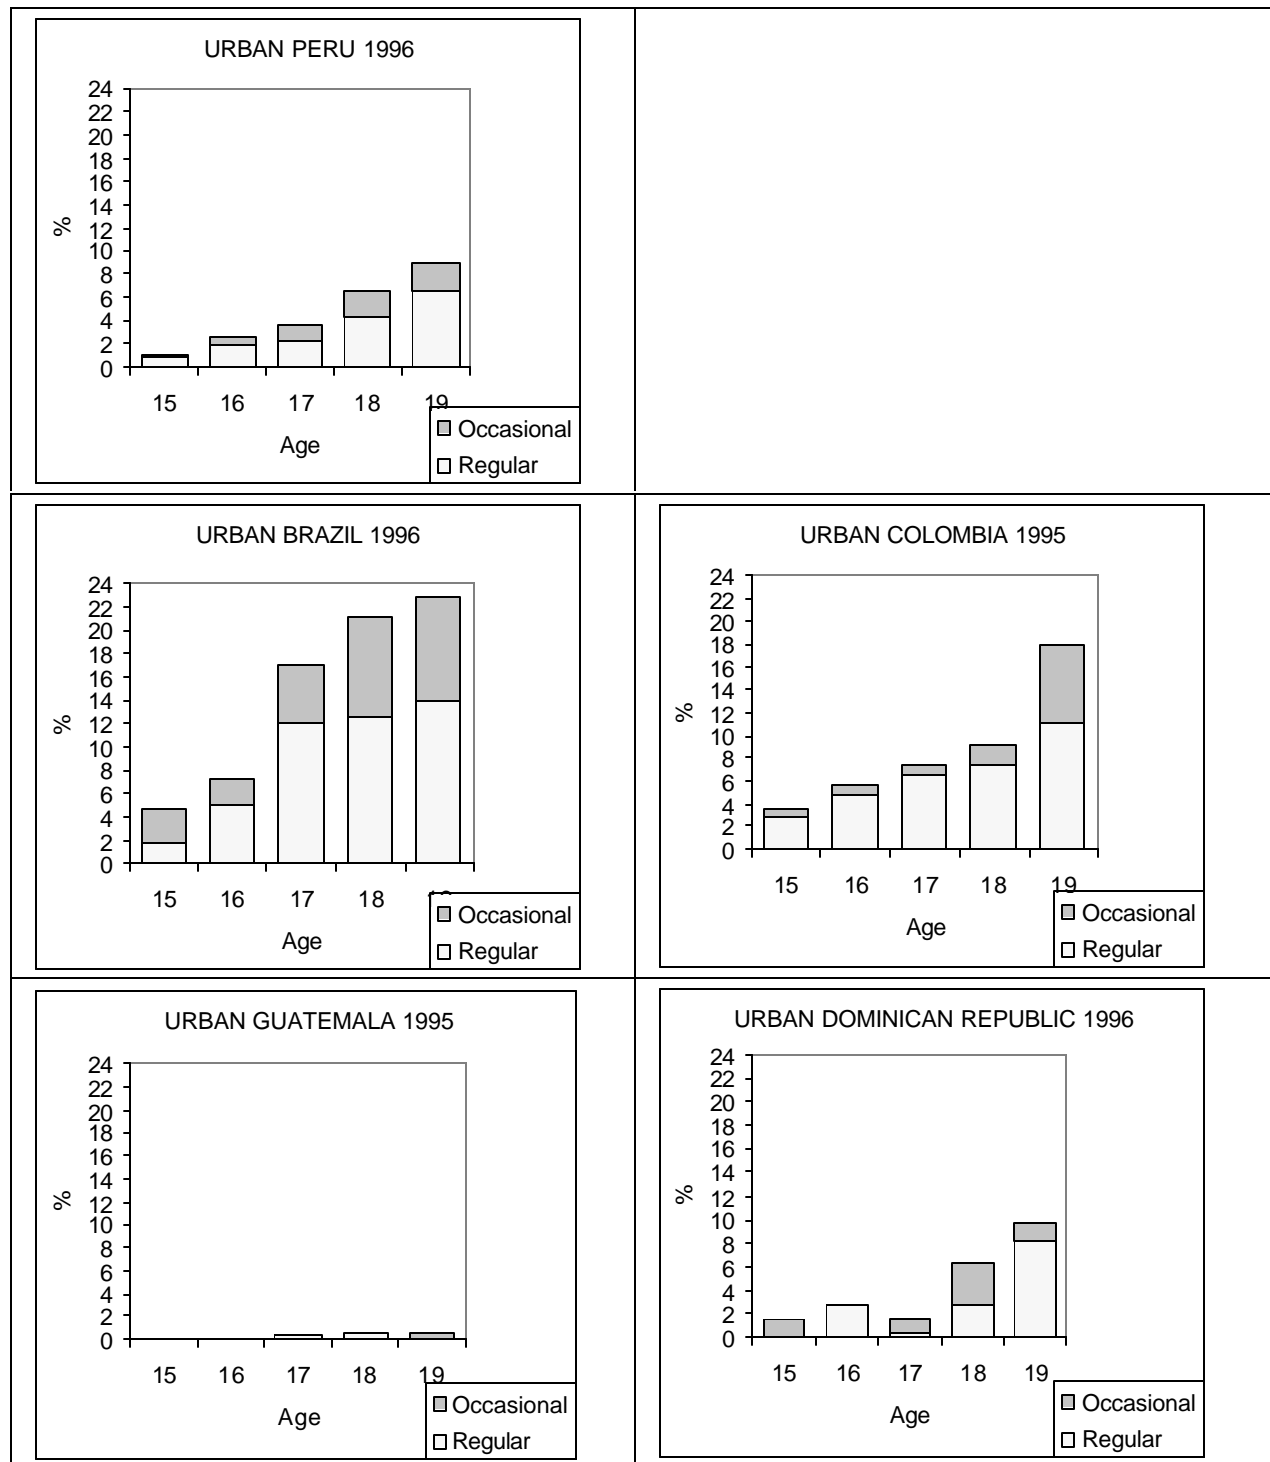 URBAN PERU 1996
24
22
20
18
16
14
12
10
8
6
4
2
0
%
15 16 17 18 19
Age
Occasional
Regular
URBAN BRAZIL 1996
24
22
20
18
16
14
12
10
8
6
4
2
0
%
15 16 17 18
Age
Occasional
Regular
URBAN COLOMBIA 1995
24
22
20
18
16
14
12
10
8
6
4
2
0
%
15 16 17 18 19
Age
Occasional
Regular
URBAN GUATEMALA 1995
24
22
20
18
16
14
12
10
8
6
4
2
0
%
15 16 17 18 19
Age
Occasional
Regular
URBAN DOMINICAN REPUBLIC 1996
24
22
20
18
16
14
12
10
8
6
4
2
0
%
15 16 17 18 19
Age
Occasional
Regular